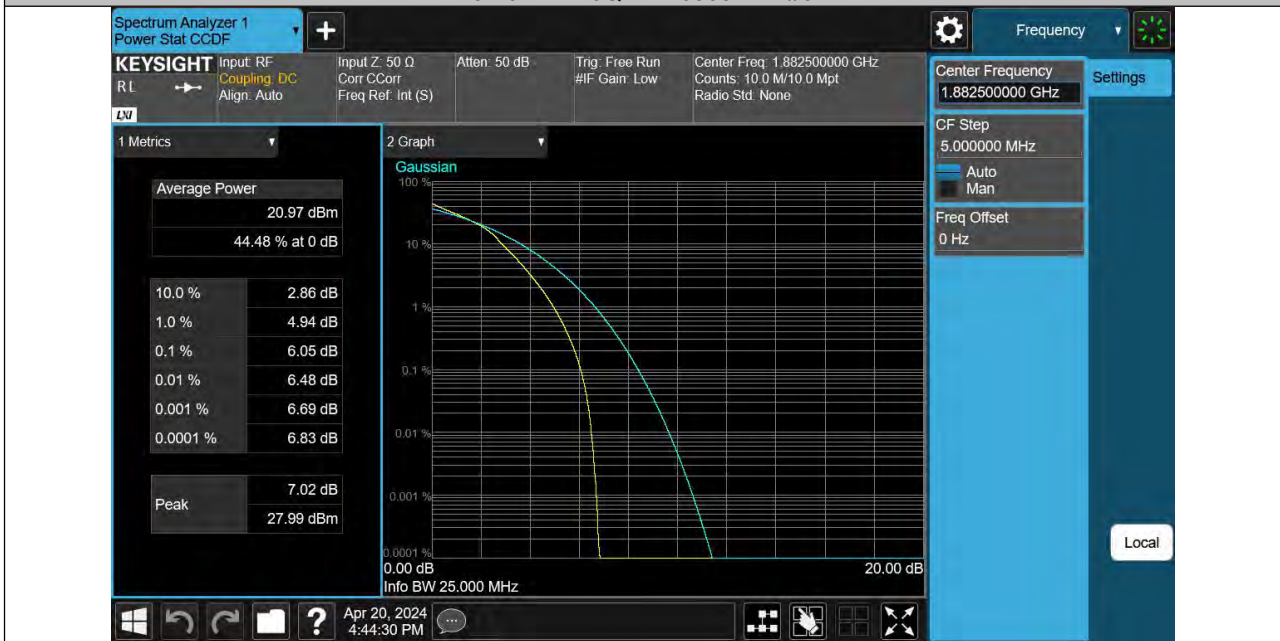 Spectrum Analyzer 1
Power Stat CCDF
Frequency
KEYSIGHT
RL
LXI
Input: RF
Coupling: DC
Align: Auto
Input Z: 50 Ω
Corr CCorr
Freq Ref: Int (S)
Atten: 50 dB
Trig: Free Run
#IF Gain: Low
Center Freq: 1.882500000 GHz
Counts: 10.0 M/10.0 Mpt
Radio Std: None
Center Frequency
1.882500000 GHz
Settings
CF Step
5.000000 MHz
Auto
Man
Freq Offset
0 Hz
Local
1 Metrics
Average Power
20.97 dBm
44.48 % at 0 dB
10.0 % 2.86 dB
1.0 % 4.94 dB
0.1 % 6.05 dB
0.01 % 6.48 dB
0.001 % 6.69 dB
0.0001 % 6.83 dB
Peak
7.02 dB
27.99 dBm
2 Graph
Gaussian
100 %
10 %
1 %
0.1 %
0.01 %
0.001 %
0.0001 %
0.00 dB 20.00 dB
Info BW 25.000 MHz
Apr 20, 2024
4:44:30 PM